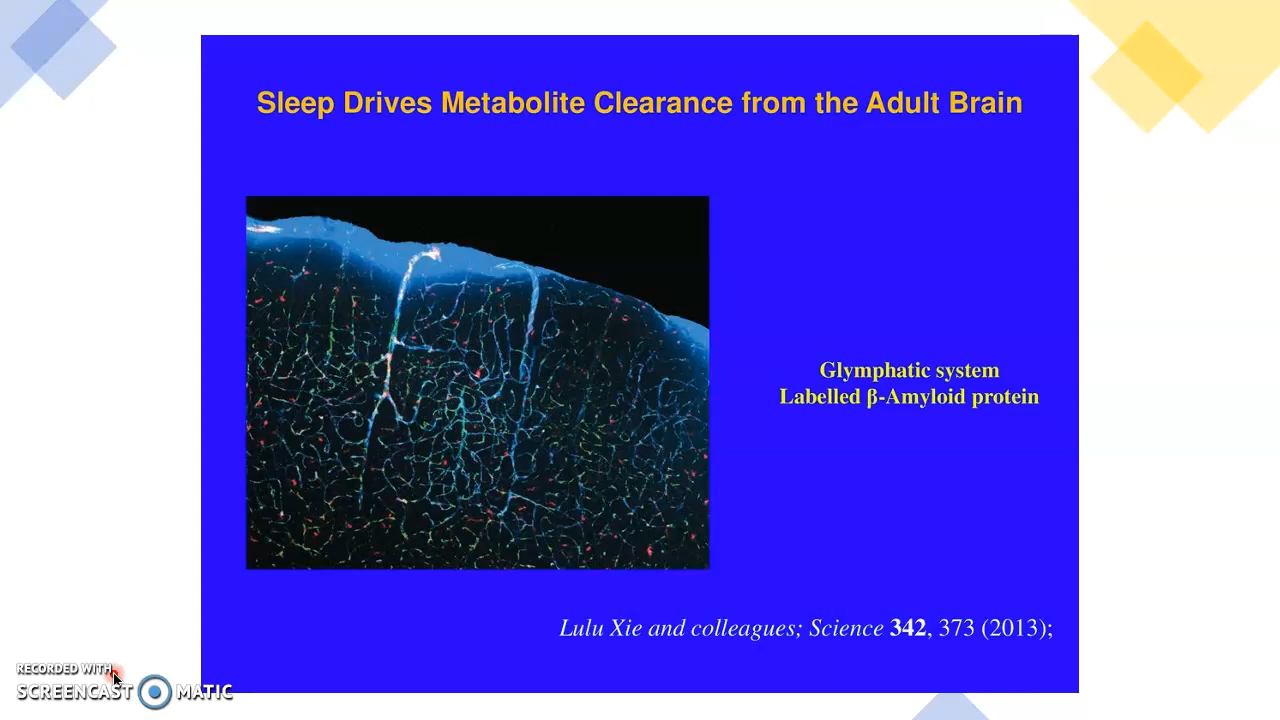 Sleep Drives Metabolite Clearance from the Adult Brain
Glymphatic system
Labelled β-Amyloid protein
Lulu Xie and colleagues; Science 342, 373 (2013);
RECORDED WITH
SCREENCAST MATIC